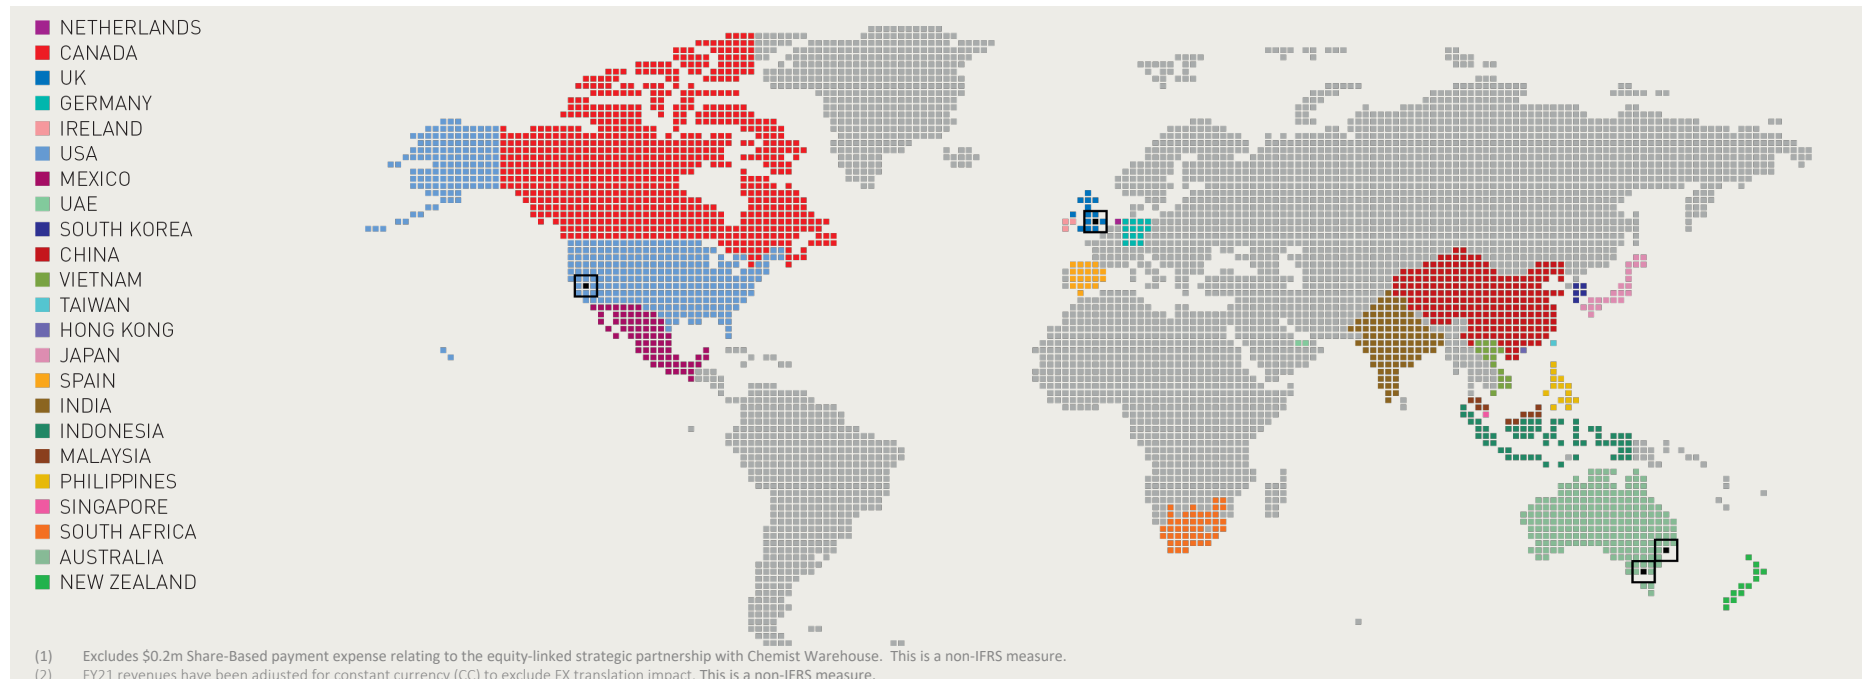 NETHERLANDS
CANADA
UK
GERMANY
IRELAND
USA
MEXICO
UAE
SOUTH KOREA
CHINA
VIETNAM
TAIWAN
HONG KONG
JAPAN
SPAIN
INDIA
INDONESIA
MALAYSIA
PHILIPPINES
SINGAPORE
SOUTH AFRICA
AUSTRALIA
NEW ZEALAND
(1) Excludes $0.2m Share-Based payment expense relating to the equity-linked strategic partnership with Chemist Warehouse. This is a non-IFRS measure.
(2) FY21 revenues have been adjusted for constant currency (CC) to exclude FX translation impact. This is a non-IFRS measure.